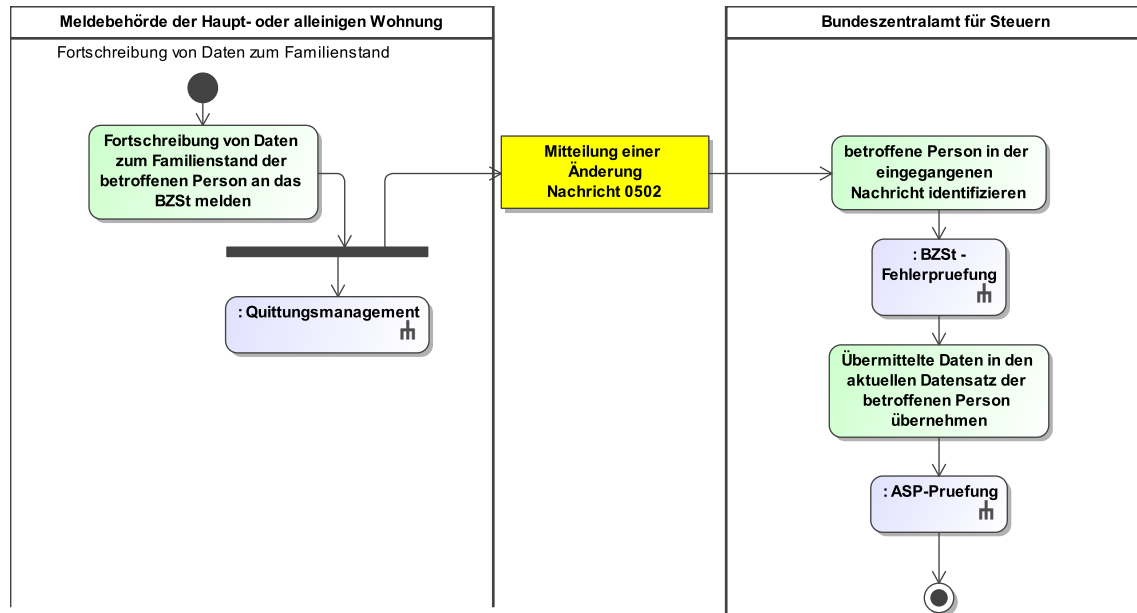 Meldebehörde der Haupt- oder alleinigen Wohnung
Fortschreibung von Daten zum Familienstand
Fortschreibung von Daten
zum Familienstand der
betroffenen Person an das
BZSt melden
: Quittungsmanagement
Mitteilung einer
Änderung
Nachricht 0502
Bundeszentralamt für Steuern
betroffene Person in der
eingegangenen
Nachricht identifizieren
: BZSt -
Fehlerpruefung
Übermittelte Daten in den
aktuellen Datensatz der
betroffenen Person
übernehmen
: ASP-Pruefung